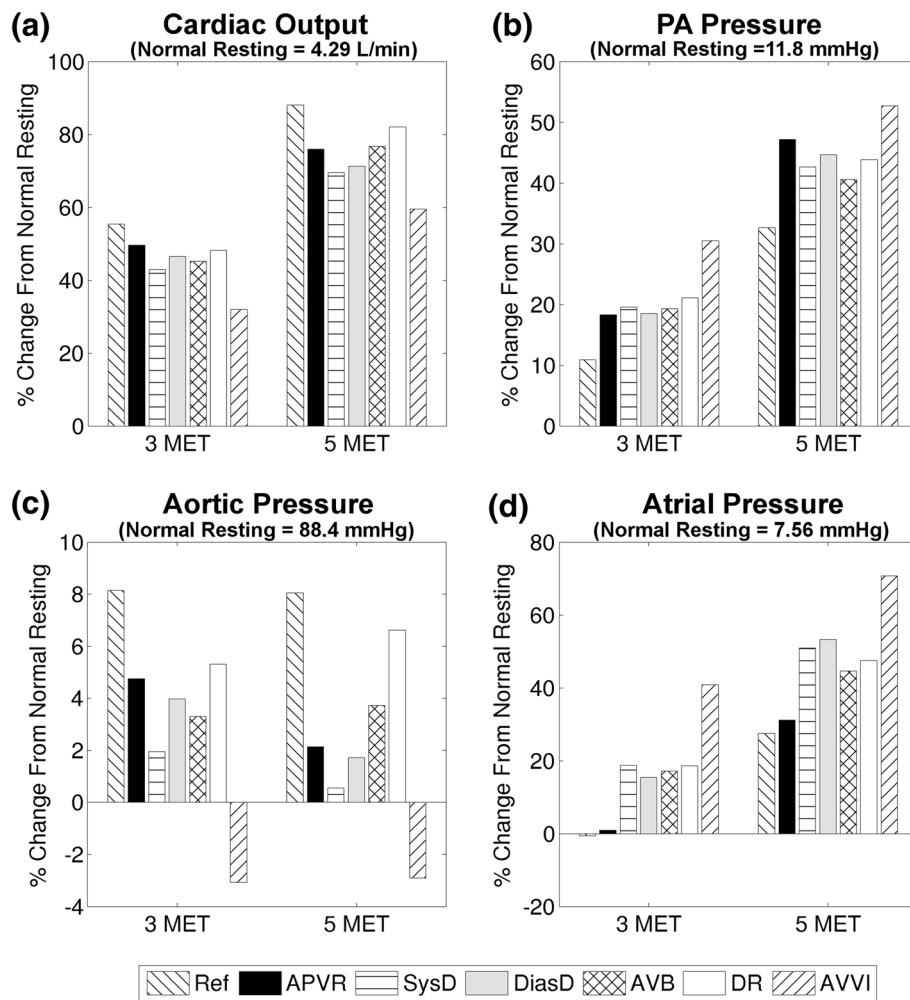 (a)
Cardiac Output
(Normal Resting = 4.29 L/min)
% Change From Normal Resting
100
80
60
40
20
0
3 MET
5 MET
(b)
PA Pressure
(Normal Resting =11.8 mmHg)
% Change From Normal Resting
60
50
40
30
20
10
0
3 MET
5 MET
(c)
Aortic Pressure
(Normal Resting = 88.4 mmHg)
% Change From Normal Resting
10
8
6
4
2
0
-2
-4
3 MET
5 MET
(d)
Atrial Pressure
(Normal Resting = 7.56 mmHg)
% Change From Normal Resting
80
60
40
20
0
-20
3 MET
5 MET
Ref APVR SysD DiasD AVB DR AVVI